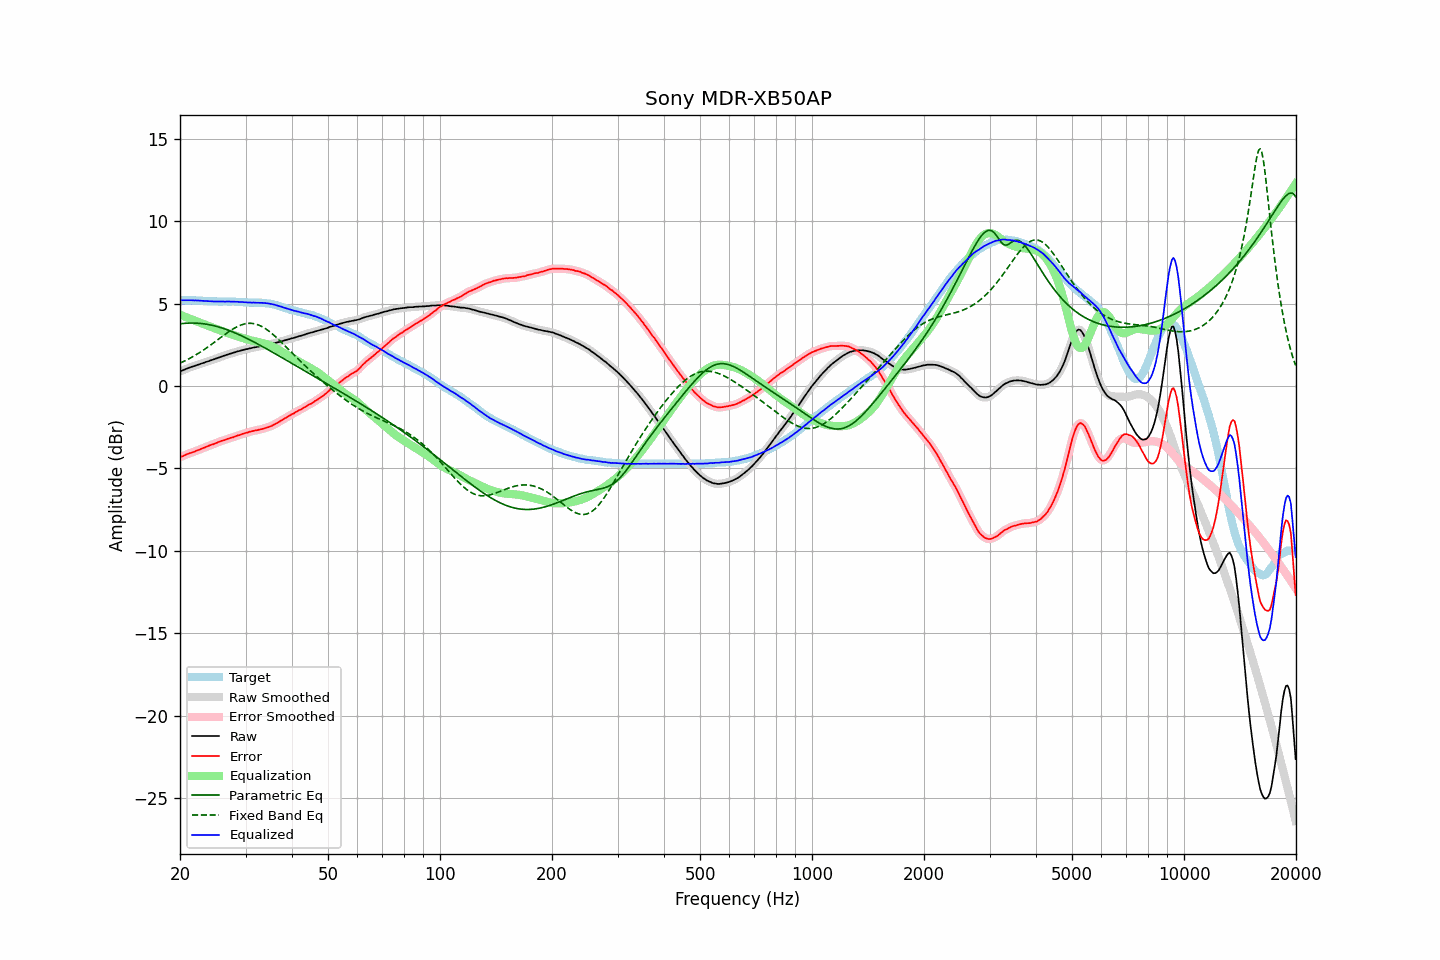 Sony MDR-XB50AP
Amplitude (dBr)
15
10
5
0
−5
−10
−15
−20
−25
Target
Raw Smoothed
Error Smoothed
Raw
Error
Equalization
Parametric Eq
Fixed Band Eq
Equalized
20
50
100
200
500
1000
2000
5000
10000
20000
Frequency (Hz)